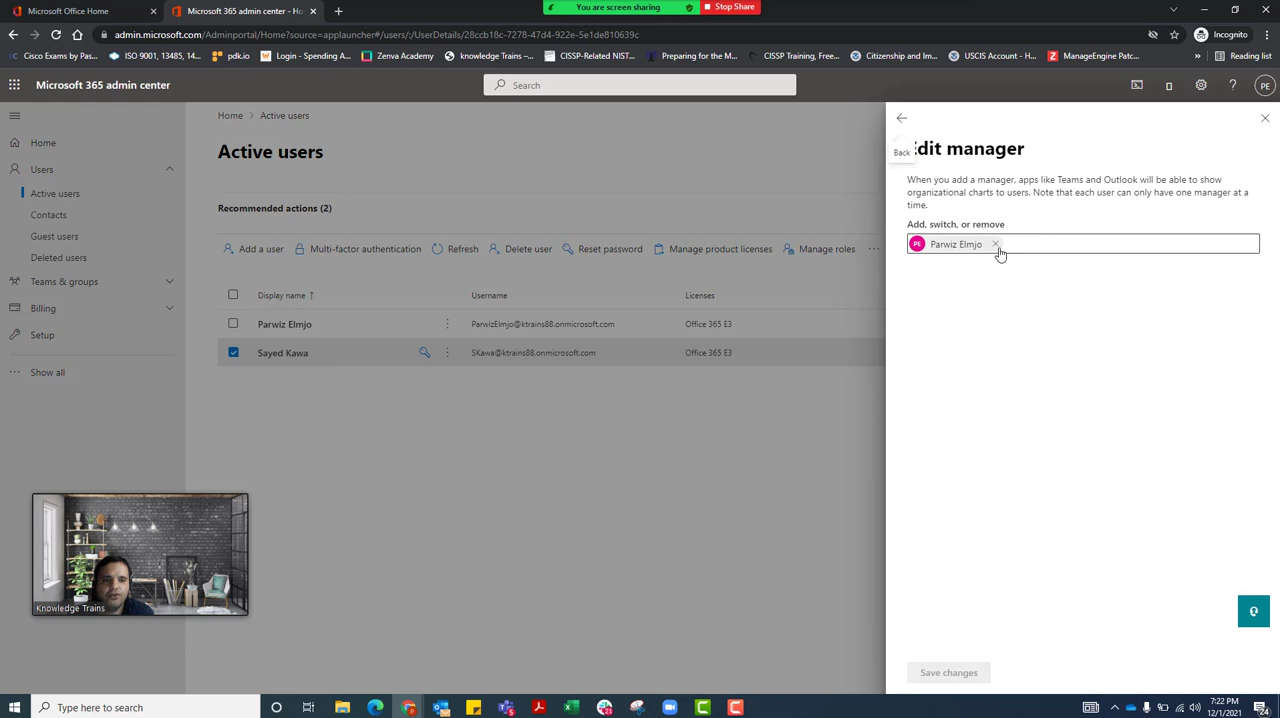 Microsoft Office Home
Microsoft 365 admin center - Ho
You are screen sharing
Stop Share
admin.microsoft.com/Adminportal/Home?source=applauncher#/users/:/UserDetails/28ccb18c-7278-47d4-922e-5e1de810639c
Incognito
Cisco Exams by Phon...
ISO 9001, 13485, 14...
pdk.io
Login - Spending A...
Zenva Academy
knowledge Trains –...
CISSP-Related NIST...
Preparing for the M...
CISSP Training, Free...
Citizenship and Im...
USCIS Account - H...
ManageEngine Patc...
»
Reading list
Microsoft 365 admin center
Search
PE
Home
Users
Active users
Contacts
Guest users
Deleted users
Teams & groups
Billing
Setup
Show all
Home > Active users
Active users
Recommended actions (2)
Add a user
Multi-factor authentication
Refresh
Delete user
Reset password
Manage product licenses
Manage roles
Display name ↑
Username
Licenses
Parwiz Elmjo
ParwizElmjo@ktrains88.onmicrosoft.com
Office 365 E3
Sayed Kawa
SKawa@ktrains88.onmicrosoft.com
Office 365 E3
Back
dit manager
When you add a manager, apps like Teams and Outlook will be able to show
organizational charts to users. Note that each user can only have one manager at a
time.
Add, switch, or remove
PE Parwiz Elmjo
Save changes
Knowledge Trains
Type here to search
23
7:22 PM
12/1/2021
24